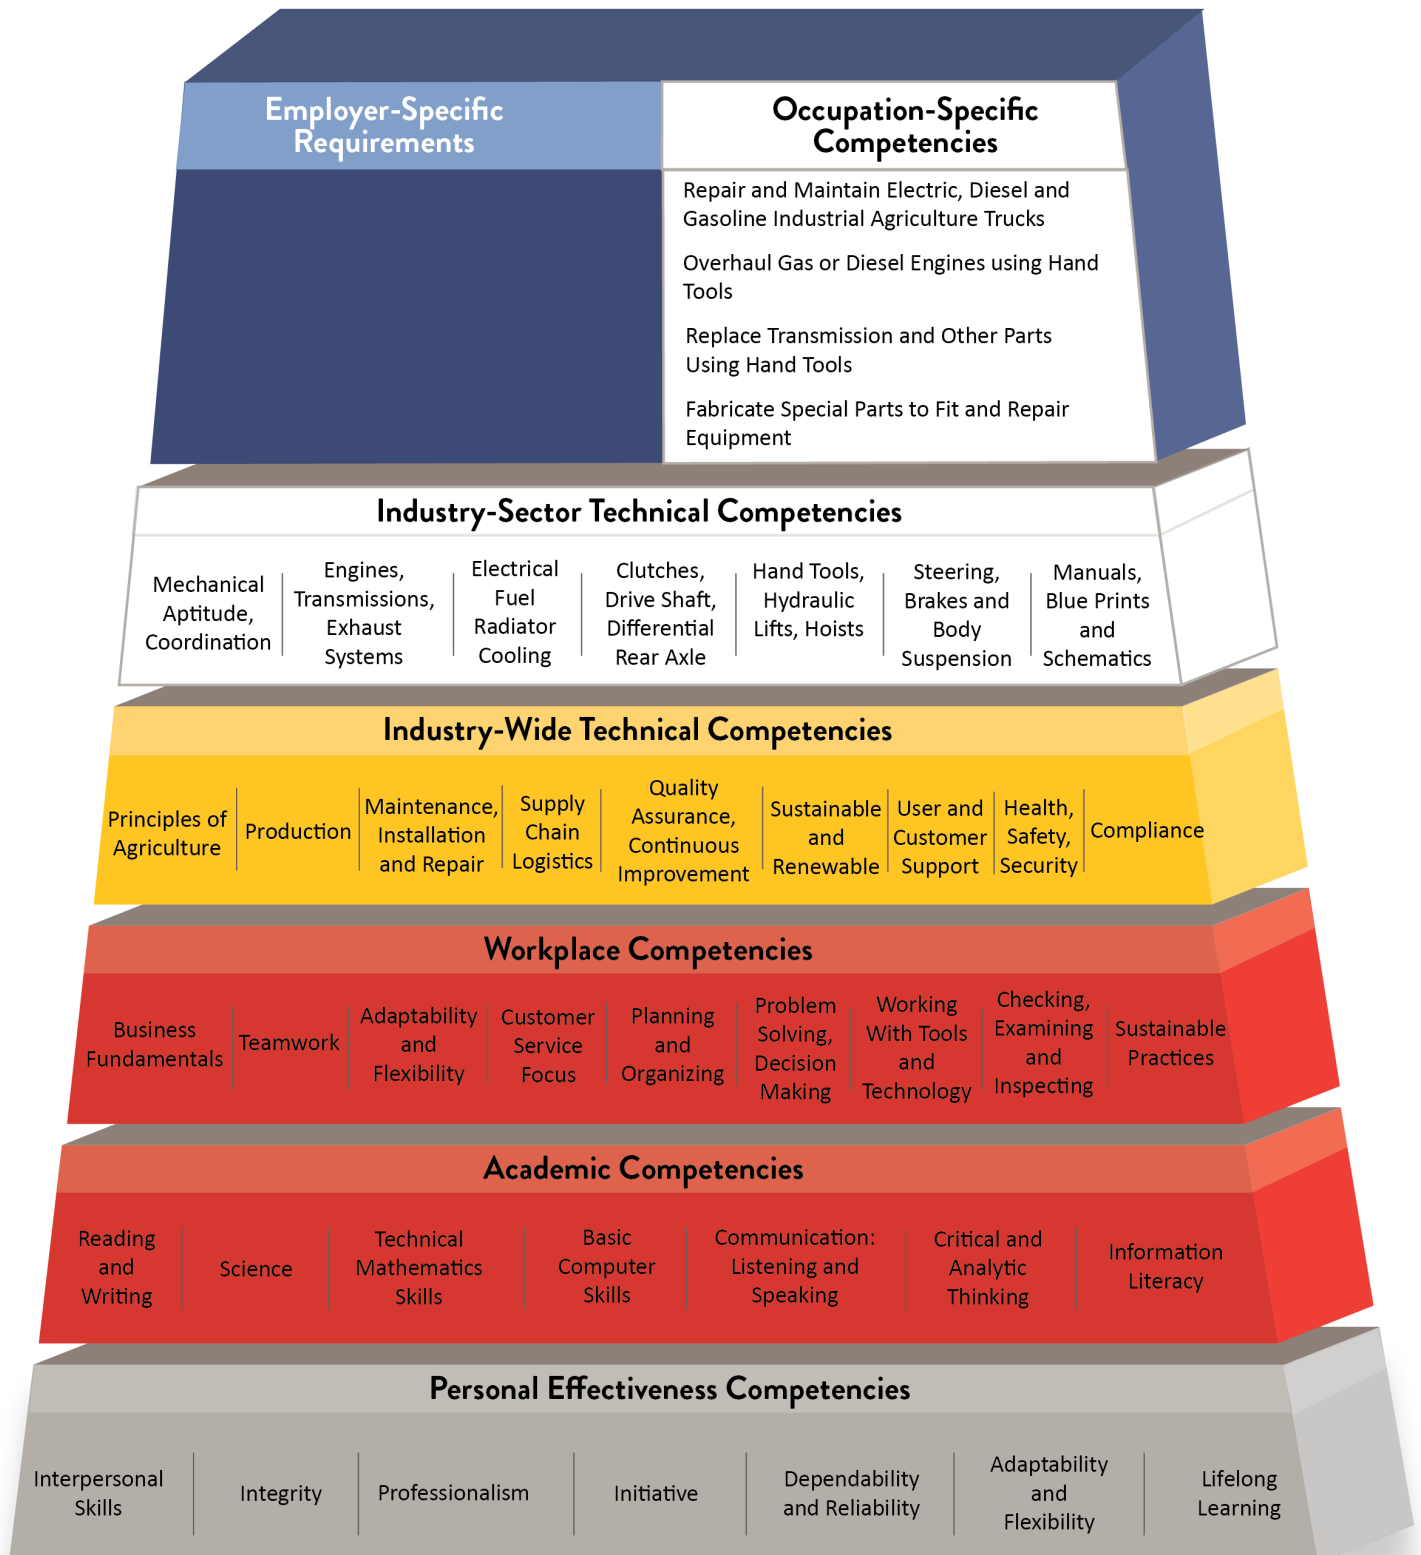 Employer-Specific
Requirements
Occupation-Specific
Competencies
Repair and Maintain Electric, Diesel and
Gasoline Industrial Agriculture Trucks
Overhaul Gas or Diesel Engines using Hand
Tools
Replace Transmission and Other Parts
Using Hand Tools
Fabricate Special Parts to Fit and Repair
Equipment
Industry-Sector Technical Competencies
Mechanical
Aptitude,
Coordination
Engines,
Transmissions,
Exhaust
Systems
Electrical
Fuel
Radiator
Cooling
Clutches,
Drive Shaft,
Differential
Rear Axle
Hand Tools,
Hydraulic
Lifts, Hoists
Steering,
Brakes and
Body
Suspension
Manuals,
Blue Prints
and
Schematics
Industry-Wide Technical Competencies
Principles of
Agriculture
Production
Maintenance,
Installation
and Repair
Supply
Chain
Logistics
Quality
Assurance,
Continuous
Improvement
Sustainable
and
Renewable
User and
Customer
Support
Health,
Safety,
Security
Compliance
Workplace Competencies
Business
Fundamentals
Teamwork
Adaptability
and
Flexibility
Customer
Service
Focus
Planning
and
Organizing
Problem
Solving,
Decision
Making
Working
With Tools
and
Technology
Checking,
Examining
and
Inspecting
Sustainable
Practices
Academic Competencies
Reading
and
Writing
Science
Technical
Mathematics
Skills
Basic
Computer
Skills
Communication:
Listening and
Speaking
Critical and
Analytic
Thinking
Information
Literacy
Personal Effectiveness Competencies
Interpersonal
Skills
Integrity
Professionalism
Initiative
Dependability
and Reliability
Adaptability
and
Flexibility
Lifelong
Learning